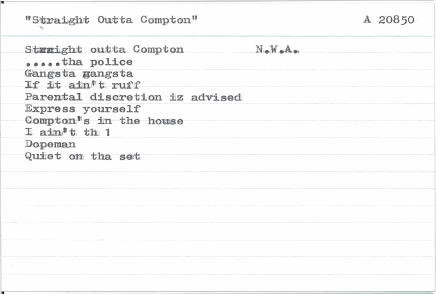 "Straight Outta Compton" A 20850
Straight outta Compton N.W.A.
.....tha police
Gangsta gangsta
If it ain't ruff
Parental discretion iz advised
Express yourself
Compton's in the house
I ain't th 1
Dopeman
Quiet on tha set